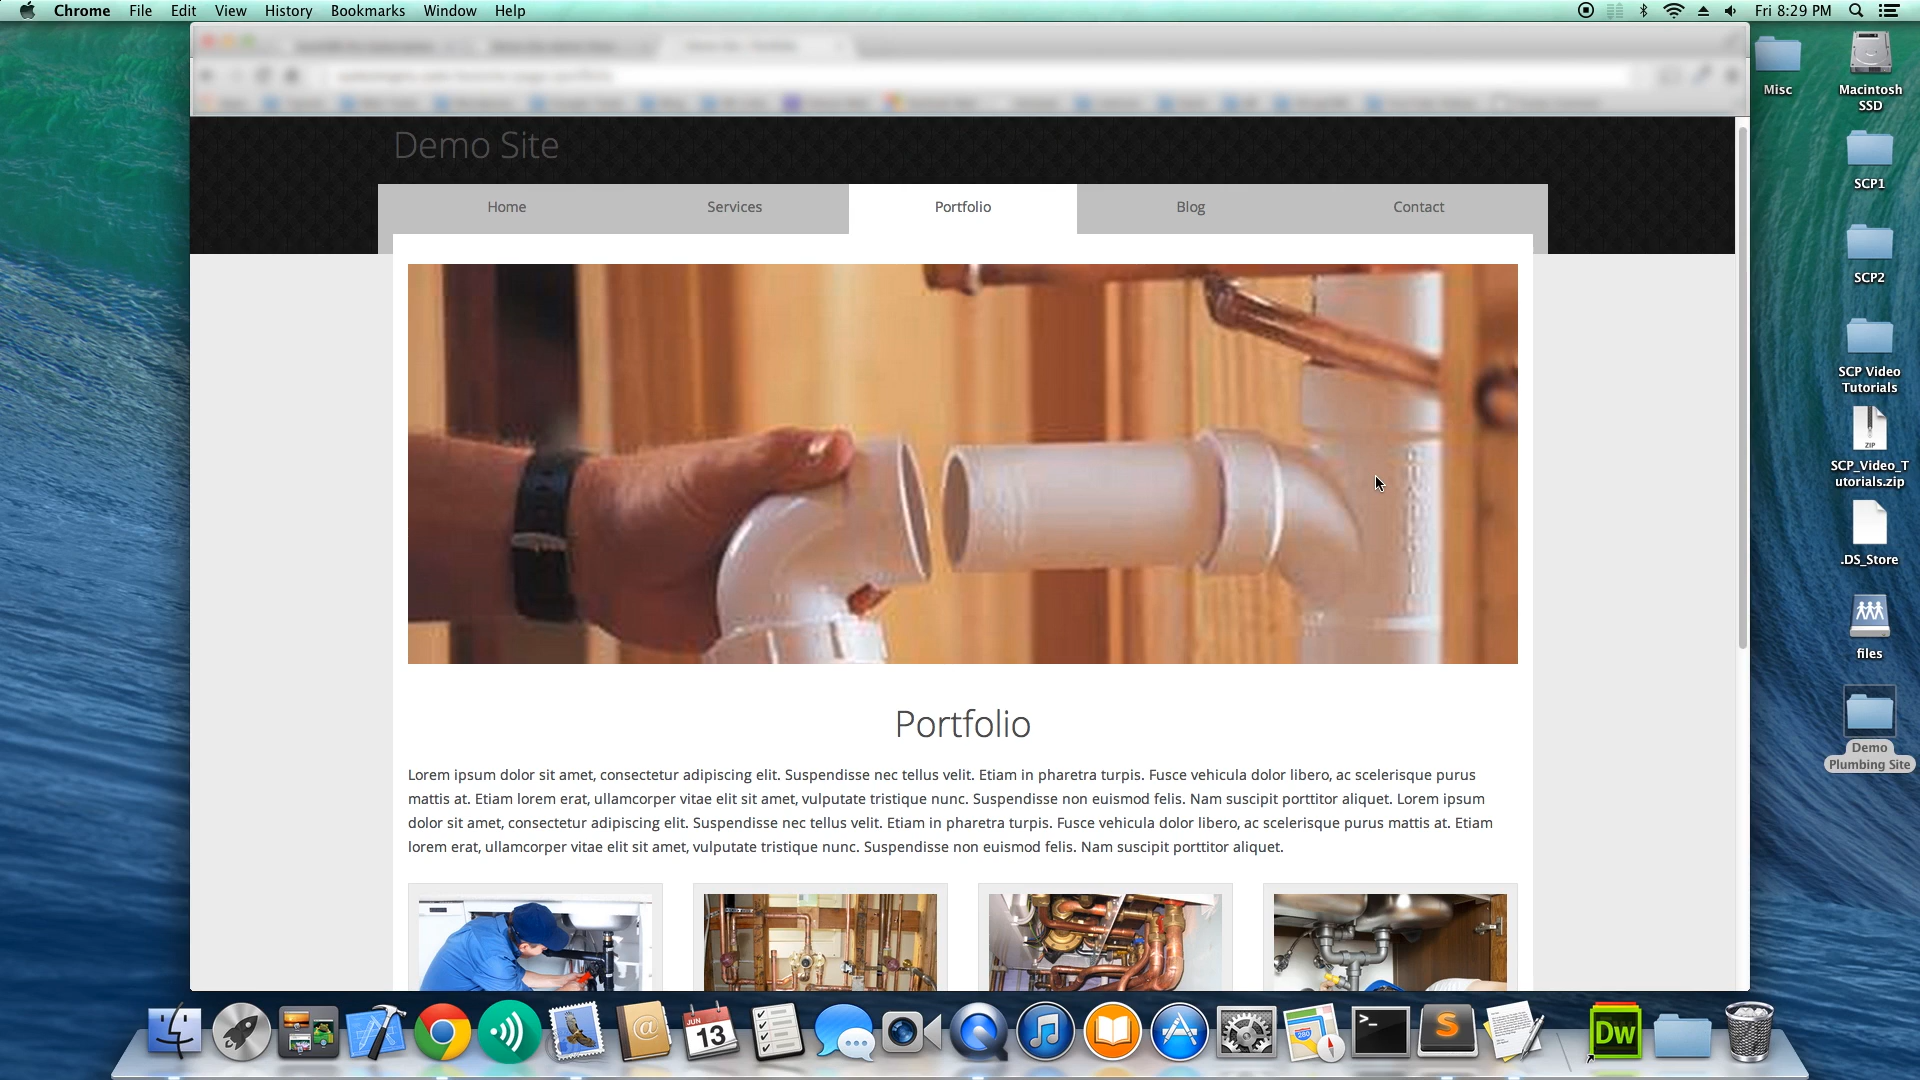 Chrome File Edit View History Bookmarks Window Help Fri 8:29 PM
Misc
Macintosh SSD
SCP1
SCP2
SCP Video Tutorials
SCP_Video_T
utorials.zip
ZIP
.DS_Store
files
Demo
Plumbing Site
Demo Site
Home Services Portfolio Blog Contact
Portfolio
Lorem ipsum dolor sit amet, consectetur adipiscing elit. Suspendisse nec tellus velit. Etiam in pharetra turpis. Fusce vehicula dolor libero, ac scelerisque purus
mattis at. Etiam lorem erat, ullamcorper vitae elit sit amet, vulputate tristique nunc. Suspendisse non euismod felis. Nam suscipit porttitor aliquet. Lorem ipsum
dolor sit amet, consectetur adipiscing elit. Suspendisse nec tellus velit. Etiam in pharetra turpis. Fusce vehicula dolor libero, ac scelerisque purus mattis at. Etiam
lorem erat, ullamcorper vitae elit sit amet, vulputate tristique nunc. Suspendisse non euismod felis. Nam suscipit porttitor aliquet.
JUN
13
280
>_
S
Dw